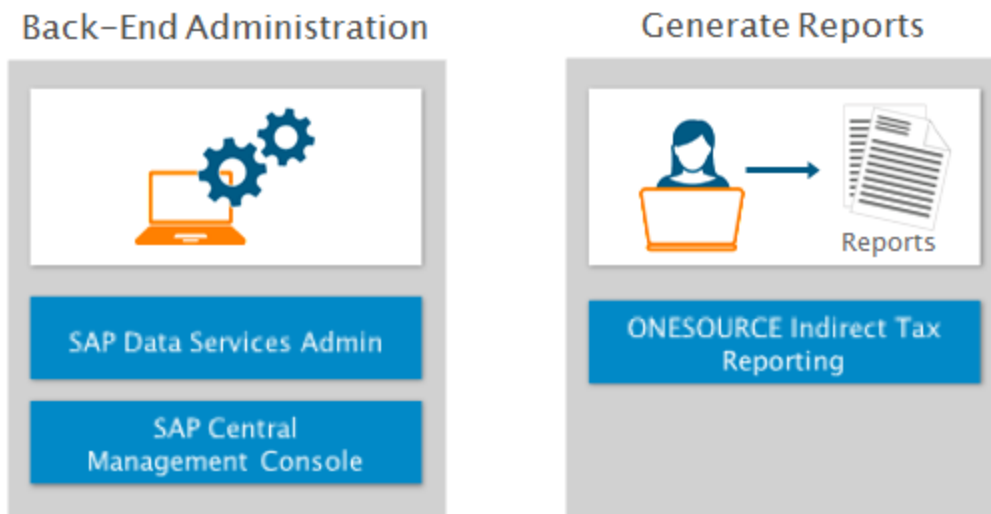 Back-End Administration
SAP Data Services Admin
SAP Central
Management Console
Generate Reports
Reports
ONESOURCE Indirect Tax
Reporting